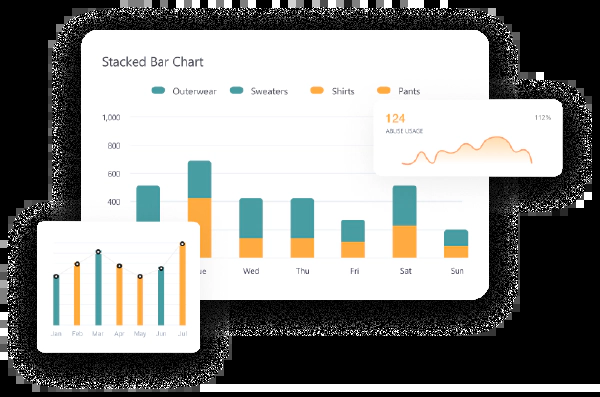 Stacked Bar Chart
Outerwear Sweaters Shirts Pants
1,000
800
600
400
124
112%
ABUSE USAGE
Wed Thu Fri Sat Sun
Jan Feb Mar Apr May Jun Jul